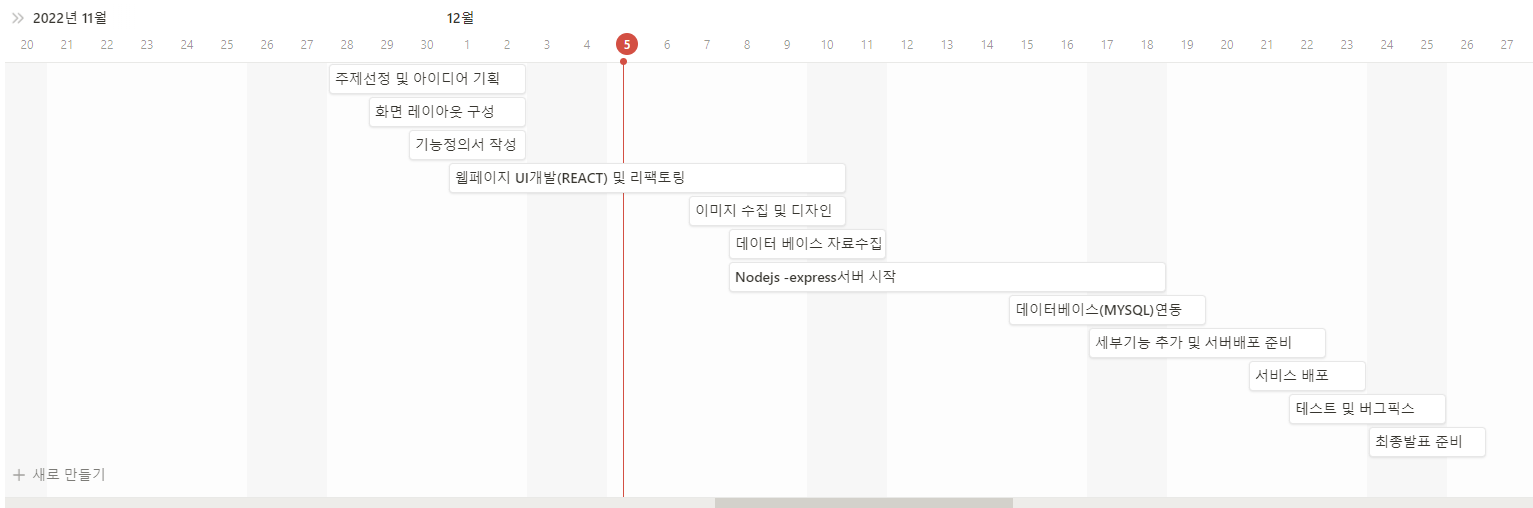 2022년 11월 12월
20 21 22 23 24 25 26 27 28 29 30 1 2 3 4 5 6 7 8 9 10 11 12 13 14 15 16 17 18 19 20 21 22 23 24 25 26 27
주제선정 및 아이디어 기획
화면 레이아웃 구성
기능정의서 작성
웹페이지 UI개발(REACT) 및 리팩토링
이미지 수집 및 디자인
데이터 베이스 자료수집
Nodejs -express서버 시작
데이터베이스(MYSQL)연동
세부기능 추가 및 서버배포 준비
서비스 배포
테스트 및 버그픽스
최종발표 준비
새로 만들기